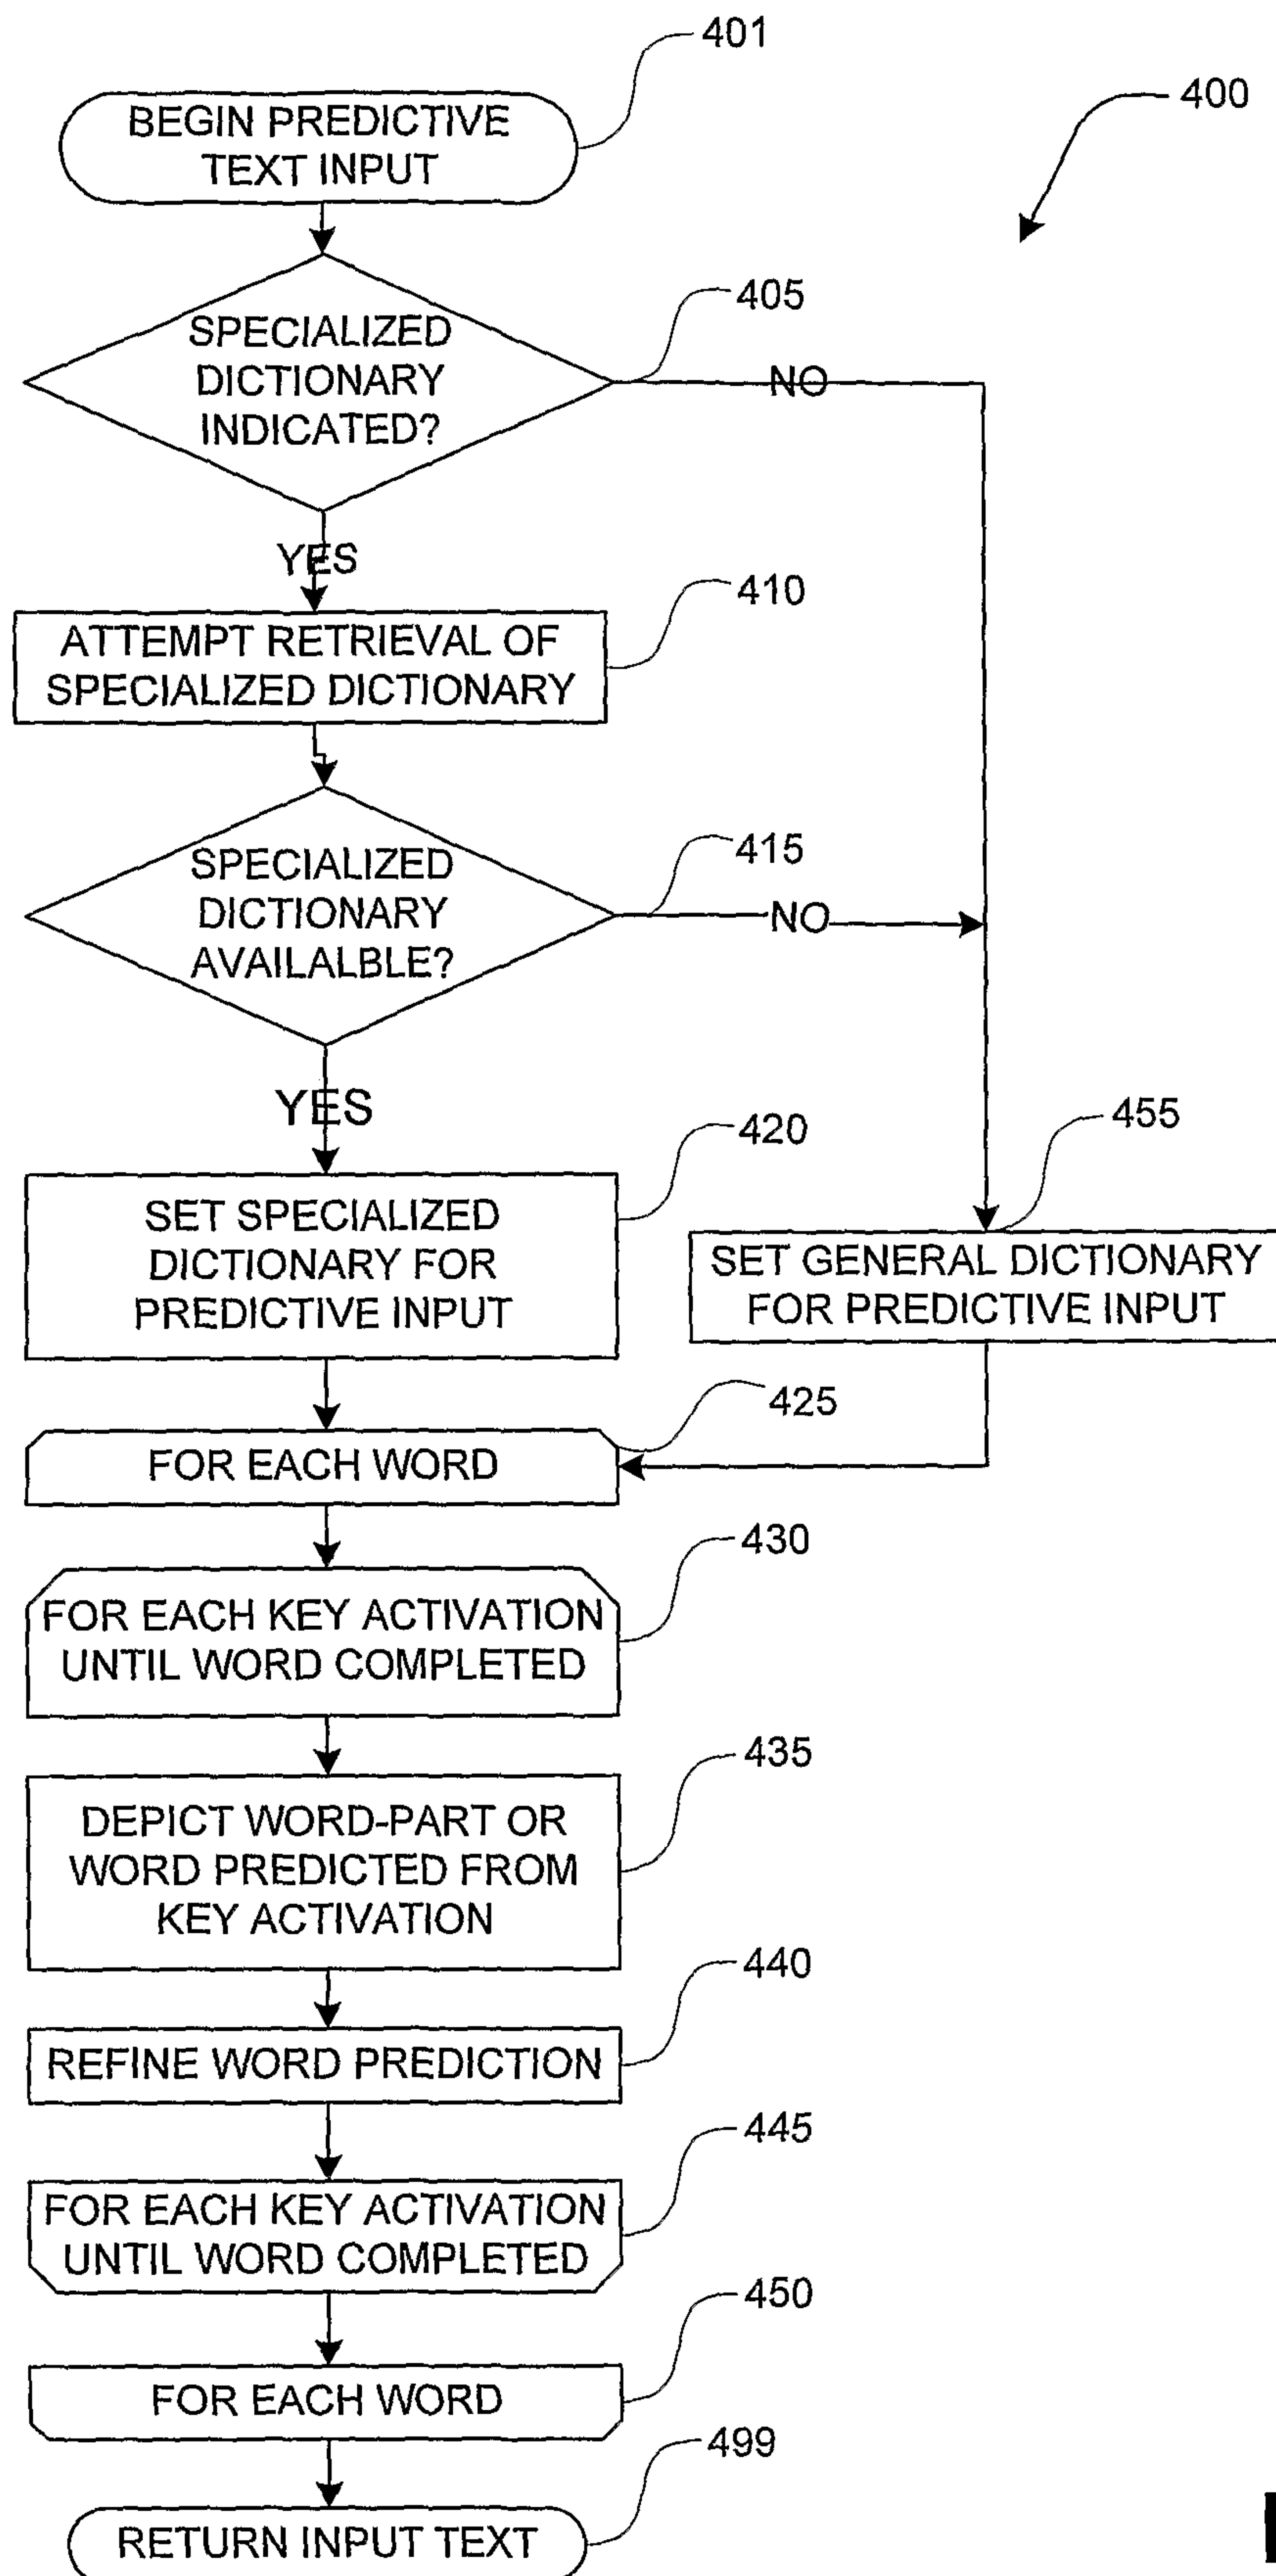 401
400
BEGIN PREDICTIVE
TEXT INPUT
405
SPECIALIZED
DICTIONARY
INDICATED?
NO
YES
410
ATTEMPT RETRIEVAL OF
SPECIALIZED DICTIONARY
415
SPECIALIZED
DICTIONARY
AVAILALBLE?
NO
YES
420
455
SET SPECIALIZED
DICTIONARY FOR
PREDICTIVE INPUT
SET GENERAL DICTIONARY
FOR PREDICTIVE INPUT
425
FOR EACH WORD
430
FOR EACH KEY ACTIVATION
UNTIL WORD COMPLETED
435
DEPICT WORD-PART OR
WORD PREDICTED FROM
KEY ACTIVATION
440
REFINE WORD PREDICTION
445
FOR EACH KEY ACTIVATION
UNTIL WORD COMPLETED
450
FOR EACH WORD
499
RETURN INPUT TEXT